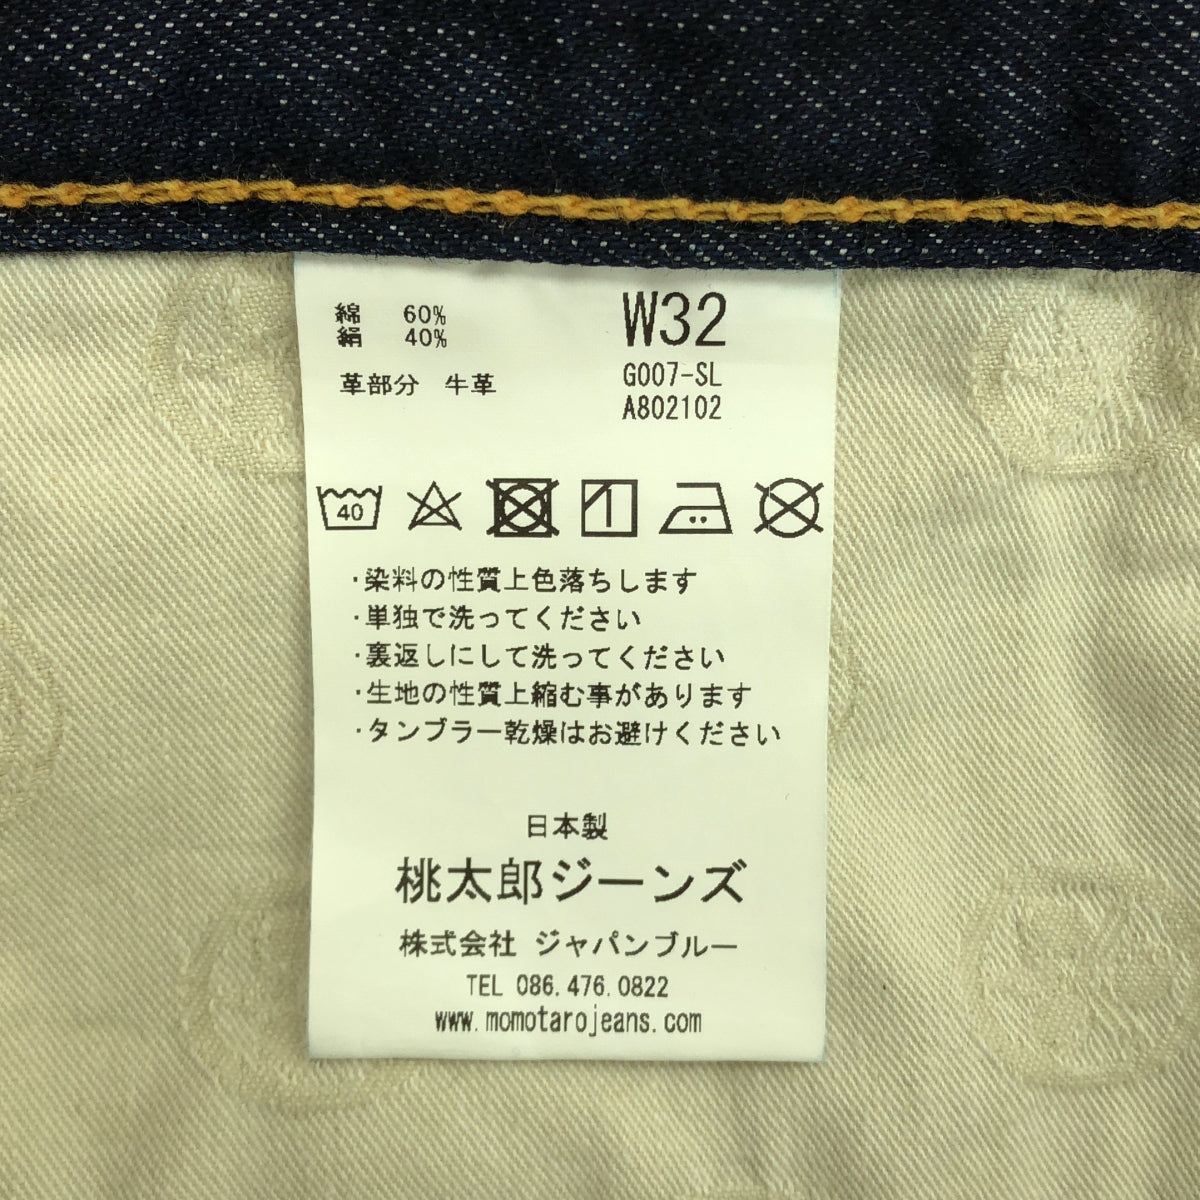 綿 60%
絹 40%
革部分 牛革
W32
G007-SL
A802102
40
・染料の性質上色落ちします
・単独で洗ってください
・裏返しにして洗ってください
・生地の性質上縮む事があります
・タンブラー乾燥はお避けください
日本製
桃太郎ジーンズ
株式会社 ジャパンブルー
TEL 086.476.0822
www.momotarojeans.com